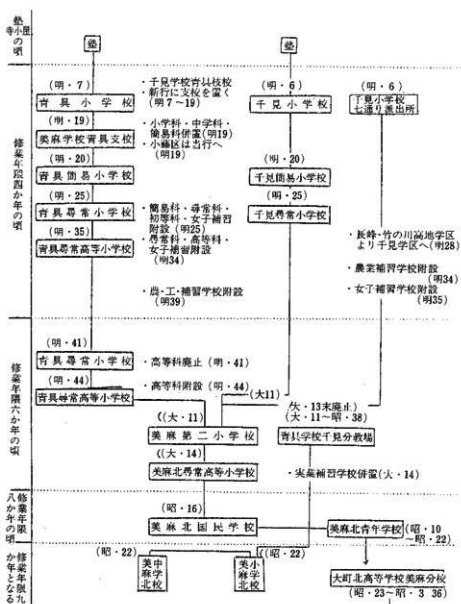 塾・寺小屋の頃
塾
塾
修業年段四か年の頃
(明・7)
青具小学校
・千見学校青具枝校
・新行に支校を置く
(明7~19)
(明・19)
美麻学校青具支校
・小学科・中学科・
簡易科併置(明19)
・小藤区は当行へ
(明19)
(明・20)
青具簡易小学校
(明・25)
青具尋常小学校
・簡易科・尋常科・
初等科・女子補習
附設(明25)
(明・35)
青具尋常高等小学校
・尋常科・高等科・
女子補習附設
(明34)
・農・工・補習学校附設
(明39)
(明・6)
千見小学校
(明・20)
千見簡易小学校
(明・25)
千見尋常小学校
(明・6)
千見小学校
七通り派出所
・長峰・竹の川高地学区
より千見学区へ(明28)
・農業補習学校附設
(明34)
・女子補習学校附設
(明35)
修業年限六か年の頃
(明・41)
青具尋常小学校
・高等科廃止(明・41)
(明・44)
・高等科附設(明・44)
青具尋常高等小学校
(大11)
(大・11)
美麻第二小学校
(大・13末廃止)
(大・11~昭・38)
青具学校千見分教場
(大・14)
美麻北尋常高等小学校
・実業補習学校併置(大・14)
修業年限八か年の頃
(昭・16)
美麻北国民学校
美麻北青年学校
(昭・10
~昭・22)
修業年限九か年となる
(昭・22)
(昭・22)
美麻北中学校
美麻北小学校
大町北高等学校美麻分校
(昭・23~昭・3 36)